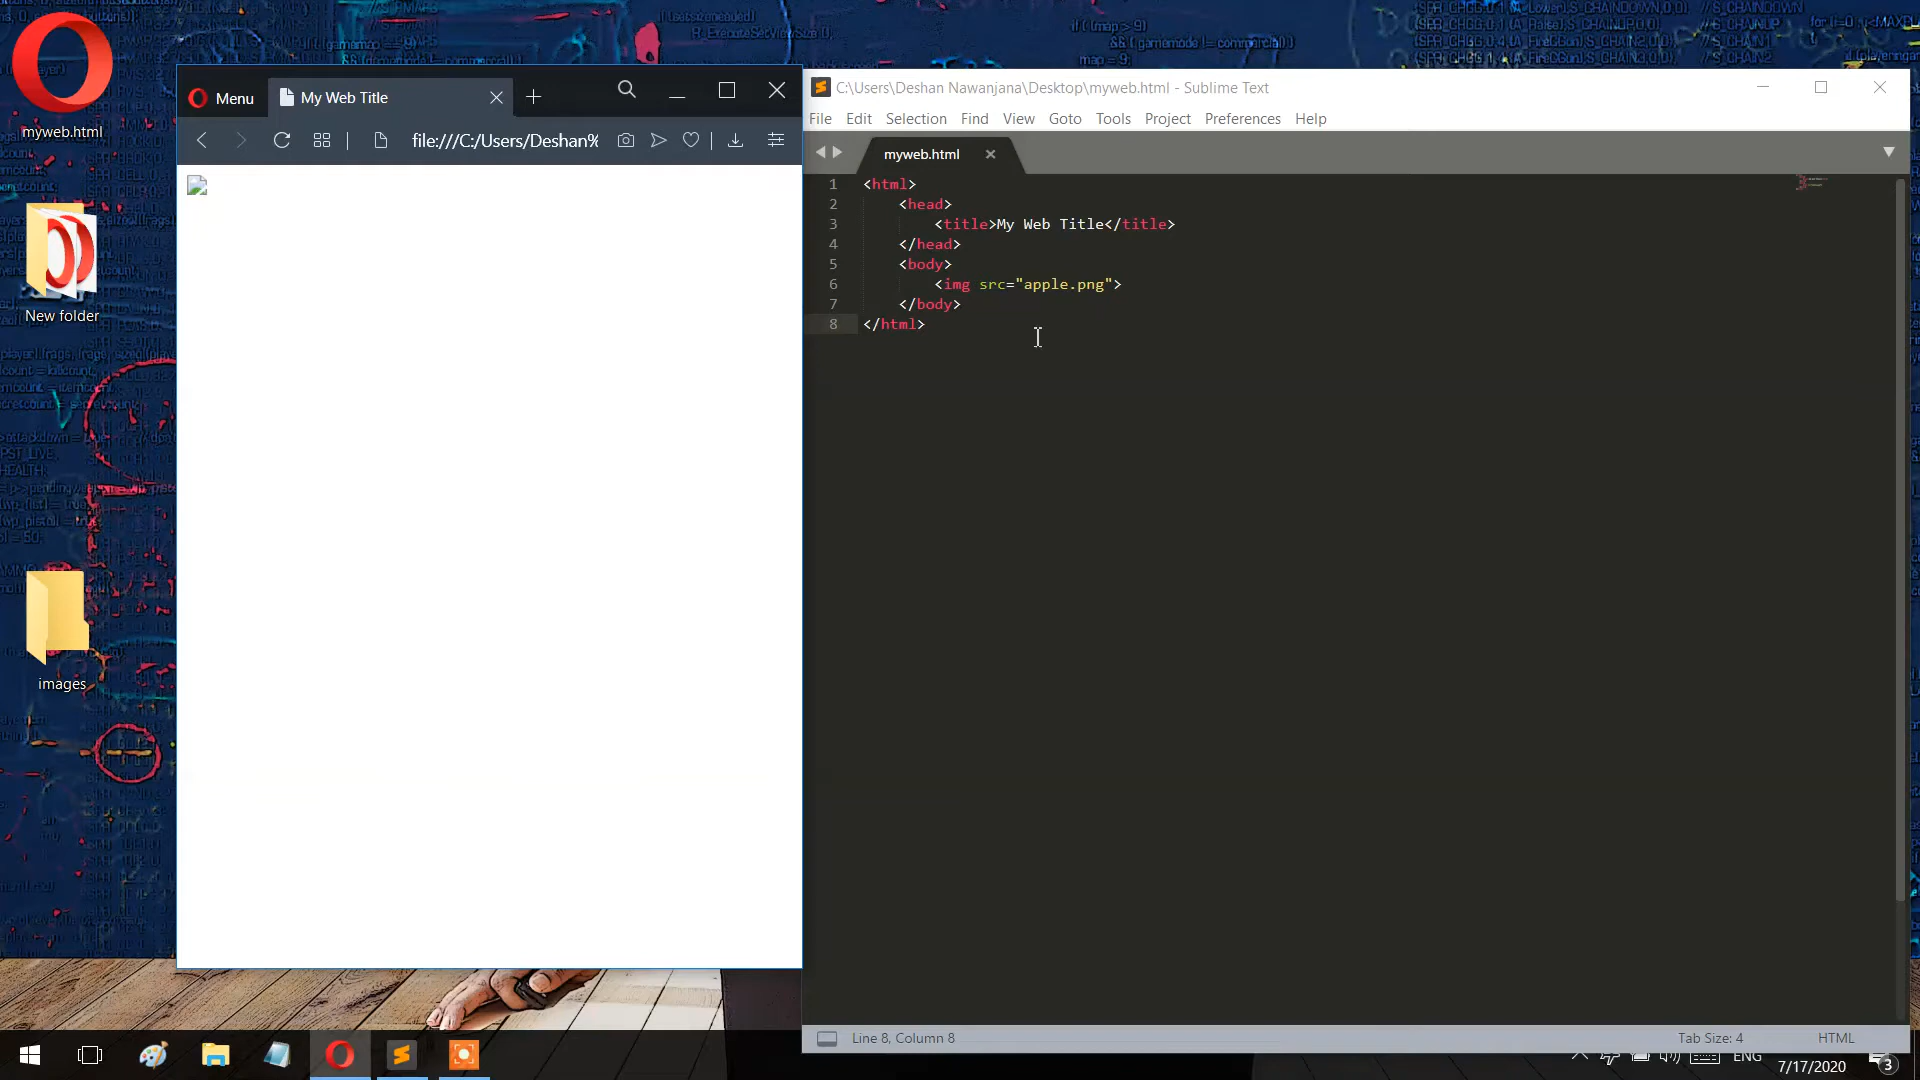 myweb.html
New folder
images
Menu
My Web Title
file:///C:/Users/Deshan%
C:\Users\Deshan Nawanjana\Desktop\myweb.html - Sublime Text
File Edit Selection Find View Goto Tools Project Preferences Help
myweb.html
1 <html>
2 <head>
3 <title>My Web Title</title>
4 </head>
5 <body>
6 <img src="apple.png">
7 </body>
8 </html>
Line 8, Column 8
Tab Size: 4
HTML
ENG
7/17/2020
3